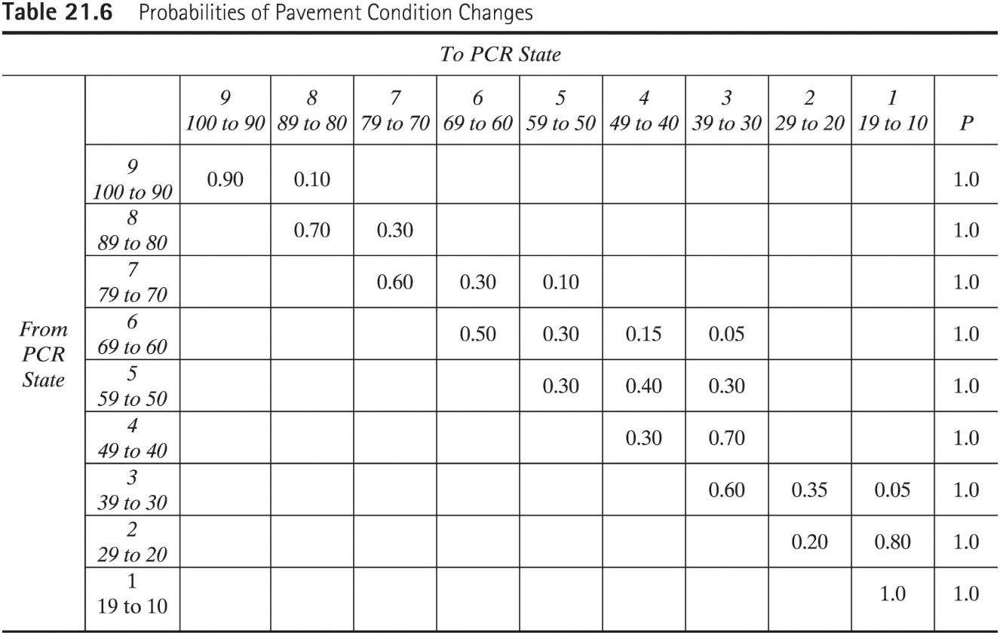 Table 21.6 Probabilities of Pavement Condition Changes
To PCR State
9 8 7 6 5 4 3 2 1
100 to 90 89 to 80 79 to 70 69 to 60 59 to 50 49 to 40 39 to 30 29 to 20 19 to 10 P
9
100 to 90 0.90 0.10 1.0
8
89 to 80 0.70 0.30 1.0
7
79 to 70 0.60 0.30 0.10 1.0
From
PCR
State
6
69 to 60 0.50 0.30 0.15 0.05 1.0
5
59 to 50 0.30 0.40 0.30 1.0
4
49 to 40 0.30 0.70 1.0
3
39 to 30 0.60 0.35 0.05 1.0
2
29 to 20 0.20 0.80 1.0
1
19 to 10 1.0 1.0